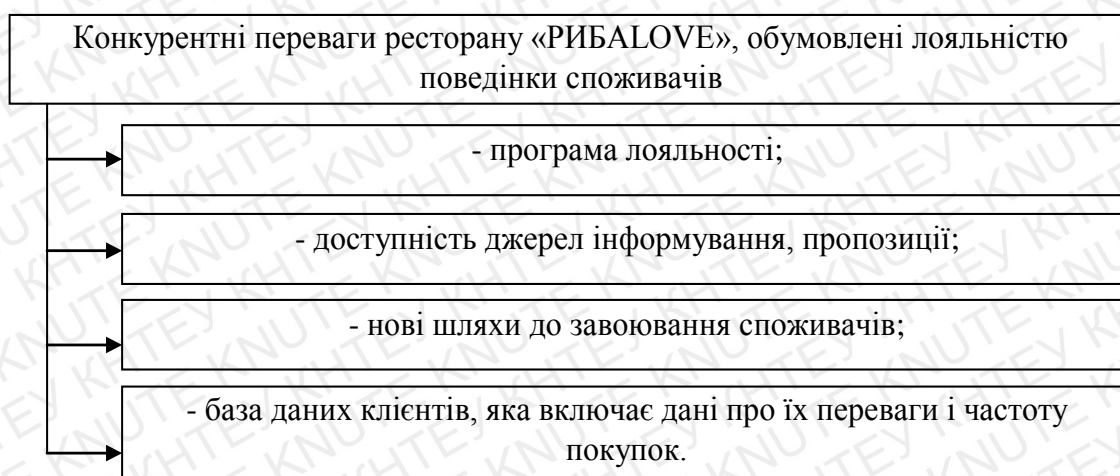 Конкурентні переваги ресторану «РИБАLOVE», обумовлені лояльністю
поведінки споживачів
- програма лояльності;
- доступність джерел інформування, пропозиції;
- нові шляхи до завоювання споживачів;
- база даних клієнтів, яка включає дані про їх переваги і частоту
покупок.